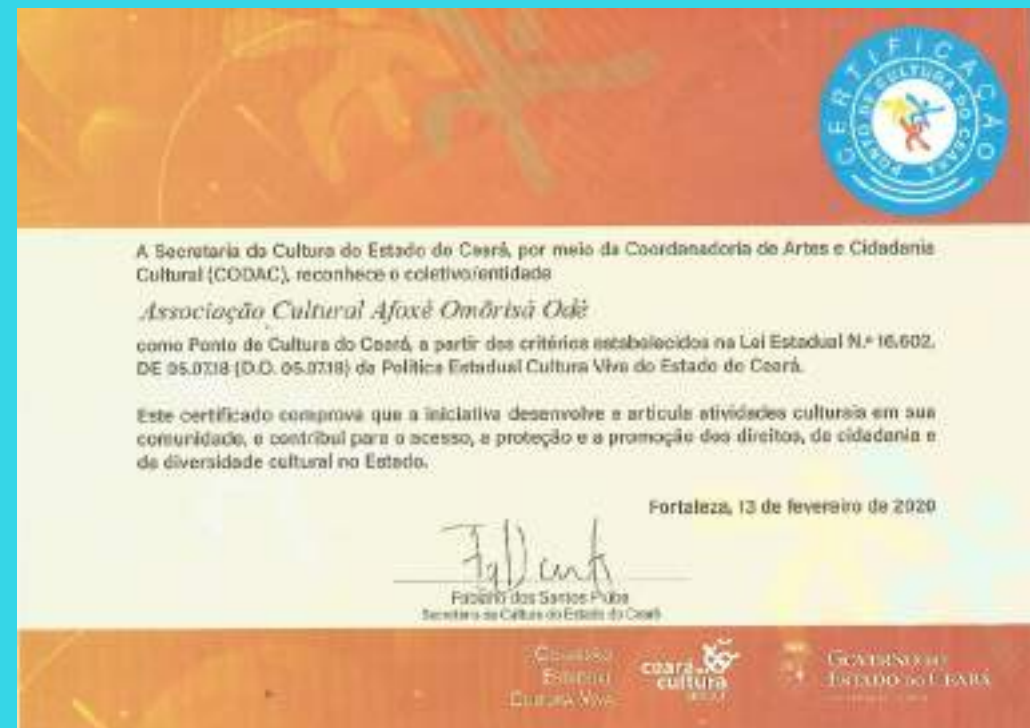 CERTIFICAÇÃO
PONTO DE CULTURA DO CEARÁ
A Secretaria da Cultura do Estado do Ceará, por meio da Coordenadoria de Artes e Cidadania
Cultural (CODAC), reconhece o coletivo/entidade
Associação Cultural Afoxé Omõrisà Odè
como Ponto de Cultura do Ceará, a partir dos critérios estabelecidos na Lei Estadual N.º 16.602,
DE 05.07.18 (D.O. 05.07.18) da Política Estadual Cultura Viva do Estado do Ceará.
Este certificado comprova que a iniciativa desenvolve e articula atividades culturais em sua
comunidade, e contribui para o acesso, a proteção e a promoção dos direitos, da cidadania e
da diversidade cultural no Estado.
Fortaleza, 13 de fevereiro de 2020
Fabiano dos Santos Piúba
Secretário da Cultura do Estado do Ceará
Estadual
Cultura Viva
ceará
cultura
GOVERNO DO
ESTADO DO CEARÁ